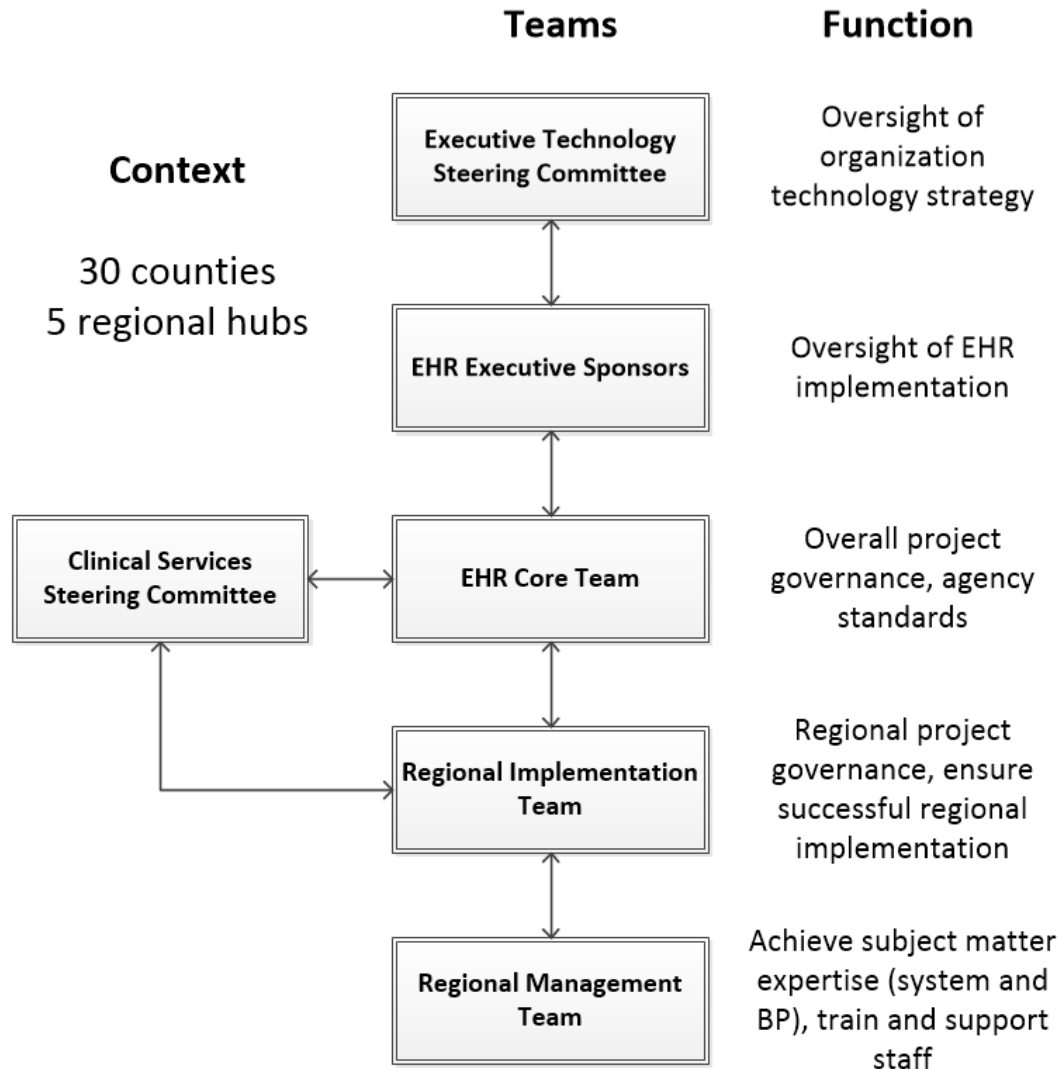 Teams
Function
Context
30 counties
5 regional hubs
Executive Technology
Steering Committee
Oversight of
organization
technology strategy
EHR Executive Sponsors
Oversight of EHR
implementation
Clinical Services
Steering Committee
EHR Core Team
Overall project
governance, agency
standards
Regional Implementation
Team
Regional project
governance, ensure
successful regional
implementation
Regional Management
Team
Achieve subject matter
expertise (system and
BP), train and support
staff